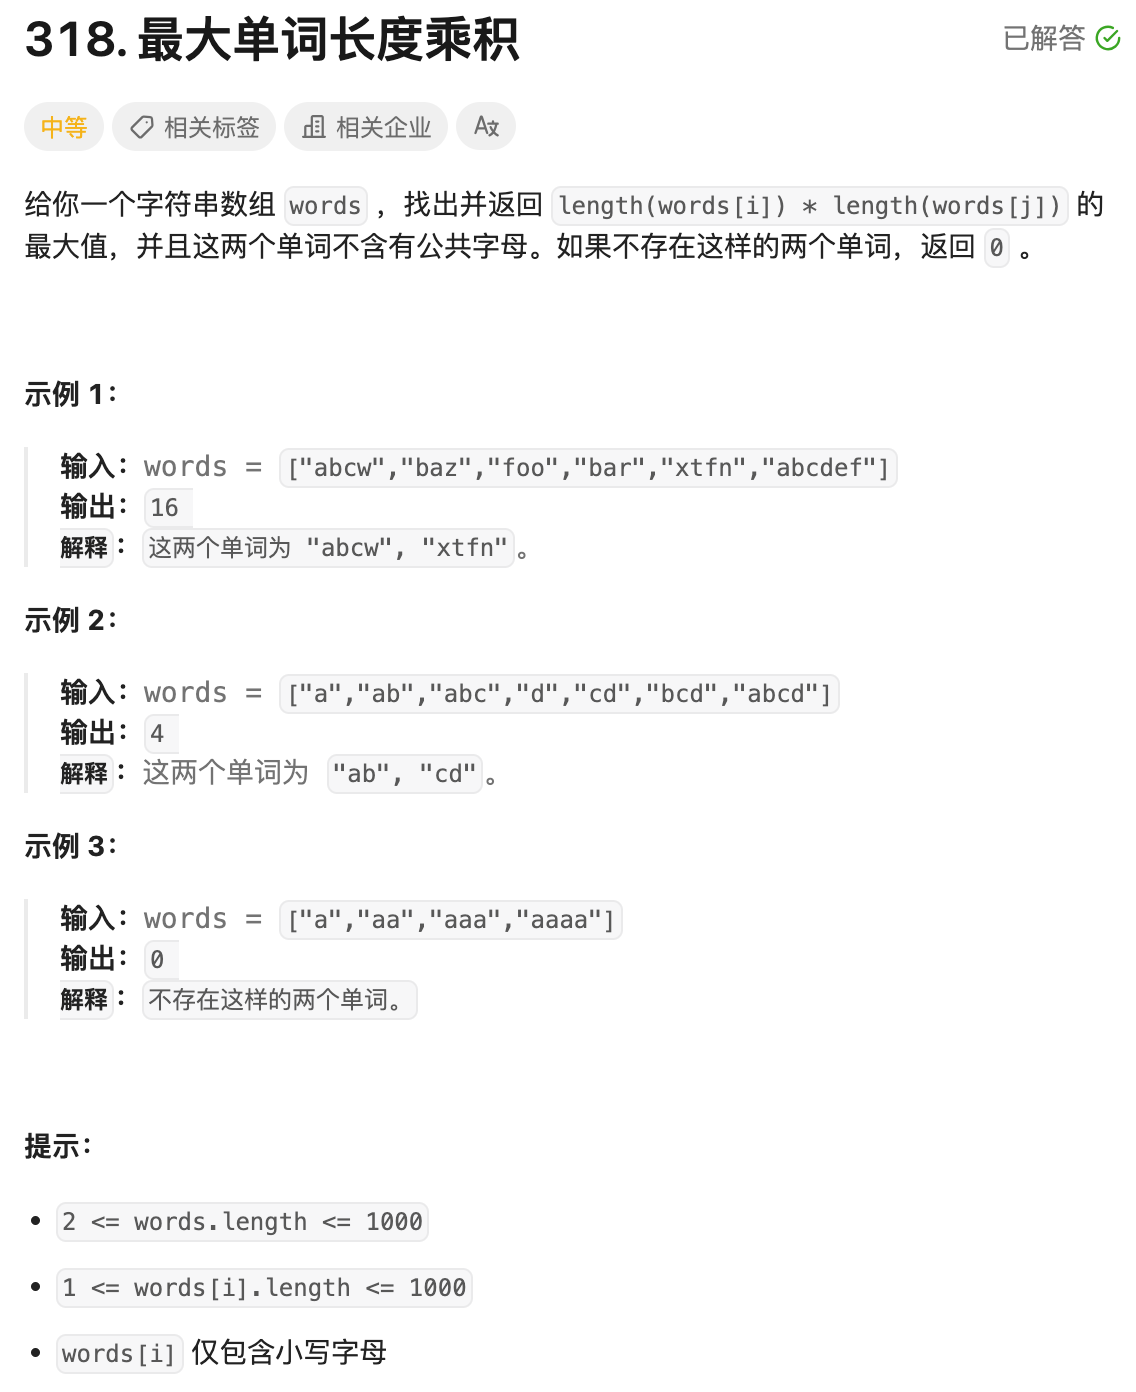 318. 最大单词长度乘积
已解答
中等 相关标签 相关企业 A文
给你一个字符串数组 words ，找出并返回 length(words[i]) * length(words[j]) 的
最大值，并且这两个单词不含有公共字母。如果不存在这样的两个单词，返回 0 。
示例 1：
输入：words = ["abcw","baz","foo","bar","xtfn","abcdef"]
输出：16
解释：这两个单词为 "abcw", "xtfn"。
示例 2：
输入：words = ["a","ab","abc","d","cd","bcd","abcd"]
输出：4
解释：这两个单词为 "ab", "cd"。
示例 3：
输入：words = ["a","aa","aaa","aaaa"]
输出：0
解释：不存在这样的两个单词。
提示：
• 2 <= words.length <= 1000
• 1 <= words[i].length <= 1000
• words[i] 仅包含小写字母